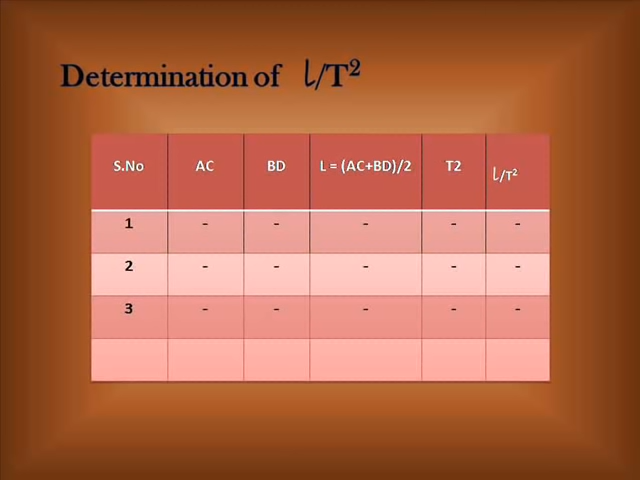 Determination of l/T²
S.No AC BD L = (AC+BD)/2 T2 l/T²
1 - - - - -
2 - - - - -
3 - - - - -